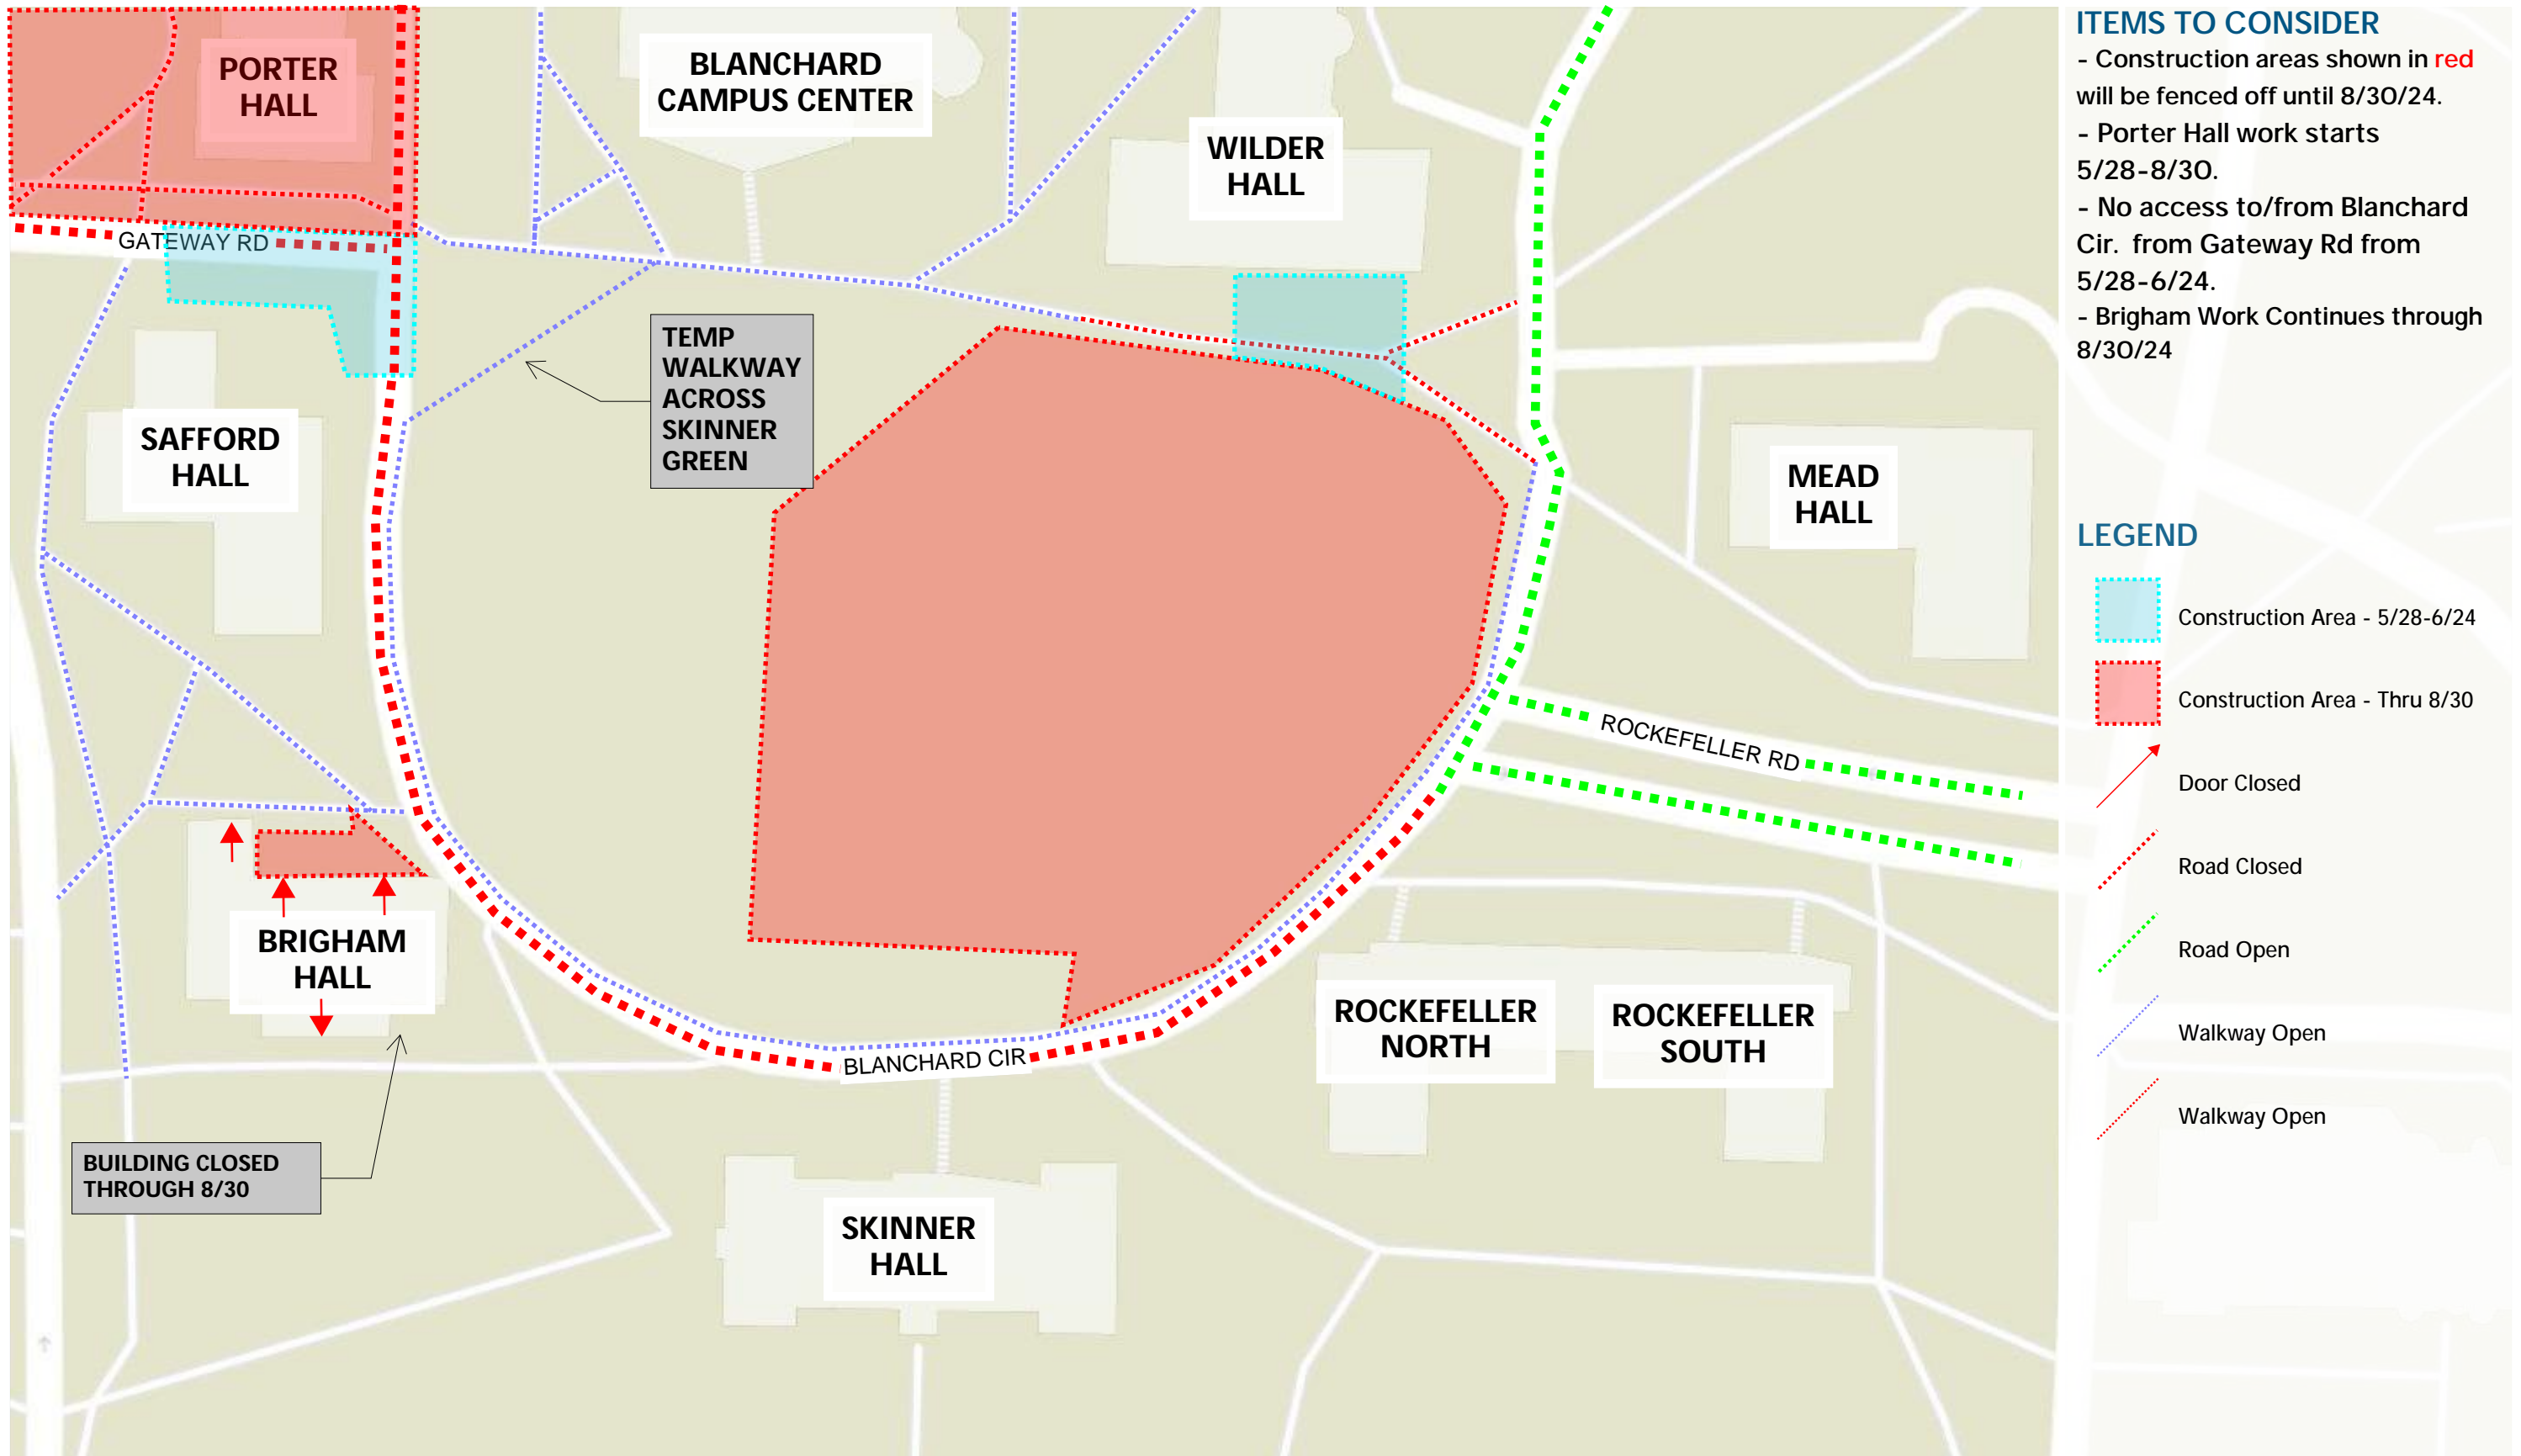 PORTER
HALL
BLANCHARD
CAMPUS CENTER
WILDER
HALL
GATEWAY RD
TEMP
WALKWAY
ACROSS
SKINNER
GREEN
SAFFORD
HALL
MEAD
HALL
ROCKEFELLER RD
BRIGHAM
HALL
ROCKEFELLER
NORTH
ROCKEFELLER
SOUTH
BLANCHARD CIR
BUILDING CLOSED
THROUGH 8/30
SKINNER
HALL
ITEMS TO CONSIDER
- Construction areas shown in red
will be fenced off until 8/30/24.
- Porter Hall work starts
5/28-8/30.
- No access to/from Blanchard
Cir. from Gateway Rd from
5/28-6/24.
- Brigham Work Continues through
8/30/24
LEGEND
Construction Area - 5/28-6/24
Construction Area - Thru 8/30
Door Closed
Road Closed
Road Open
Walkway Open
Walkway Open